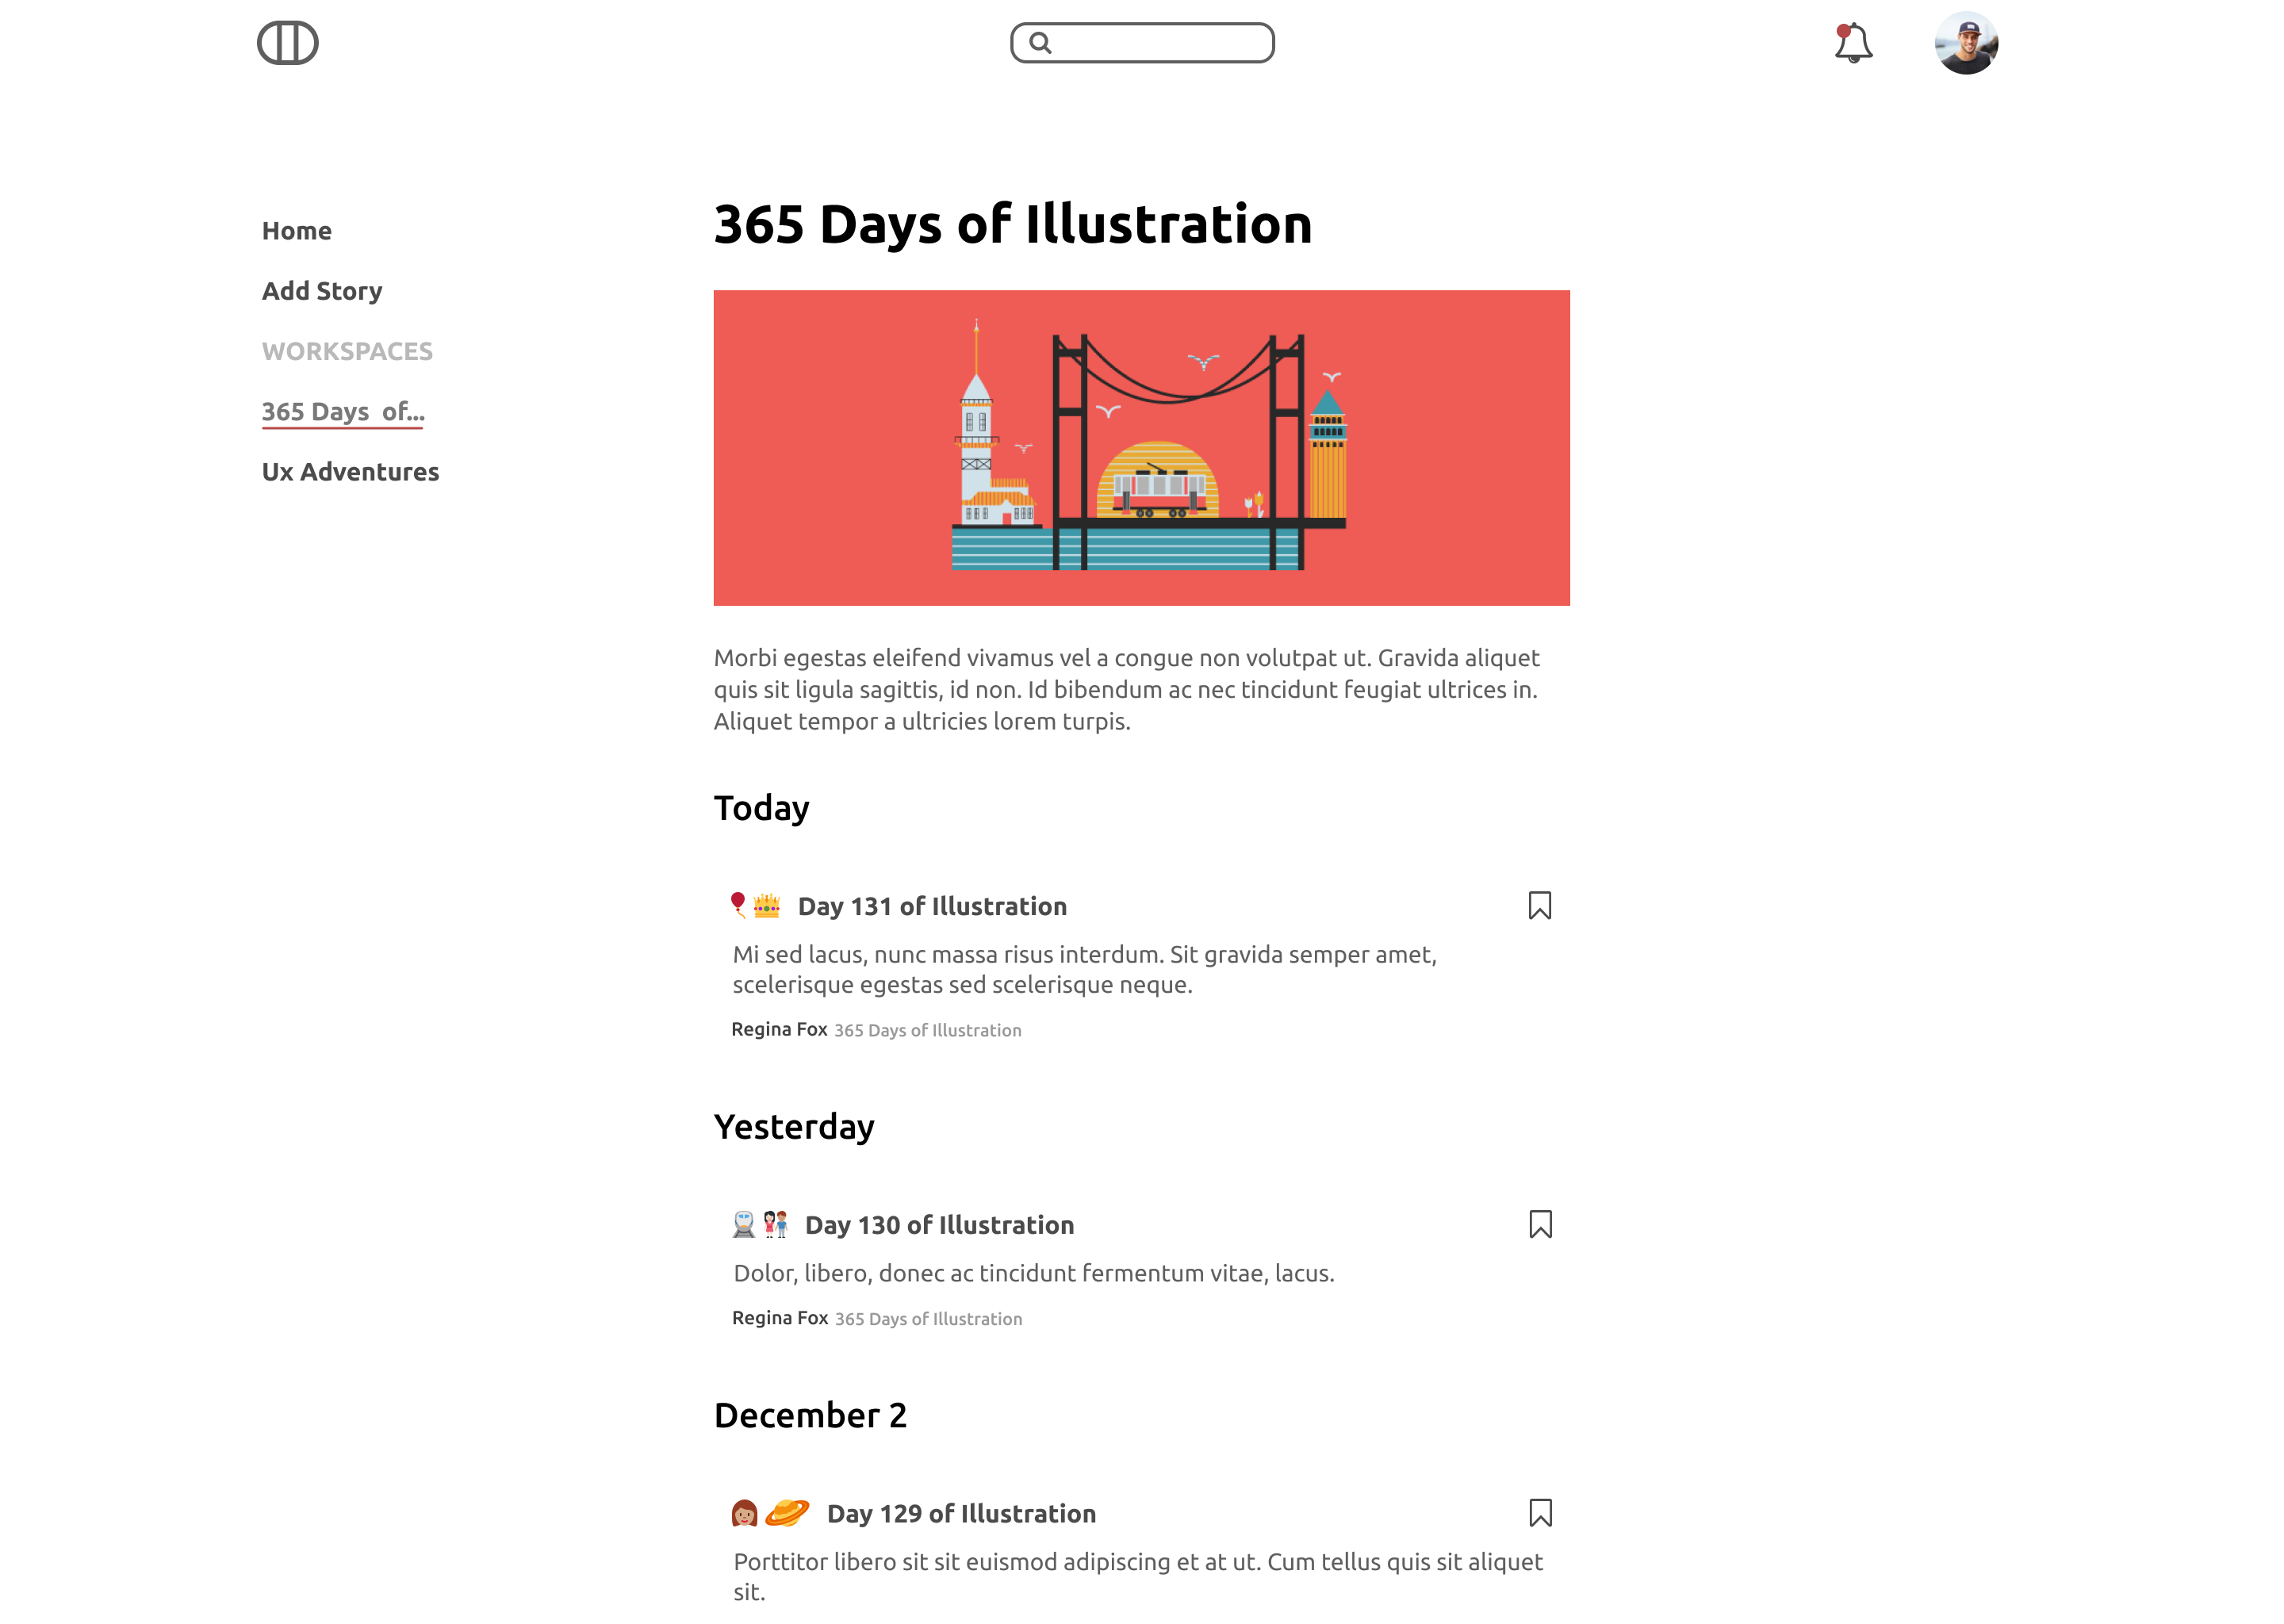 Home
Add Story
WORKSPACES
365 Days of...
Ux Adventures
365 Days of Illustration
Morbi egestas eleifend vivamus vel a congue non volutpat ut. Gravida aliquet
quis sit ligula sagittis, id non. Id bibendum ac nec tincidunt feugiat ultrices in.
Aliquet tempor a ultricies lorem turpis.
Today
Day 131 of Illustration
Mi sed lacus, nunc massa risus interdum. Sit gravida semper amet,
scelerisque egestas sed scelerisque neque.
Regina Fox 365 Days of Illustration
Yesterday
Day 130 of Illustration
Dolor, libero, donec ac tincidunt fermentum vitae, lacus.
Regina Fox 365 Days of Illustration
December 2
Day 129 of Illustration
Porttitor libero sit sit euismod adipiscing et at ut. Cum tellus quis sit aliquet
sit.